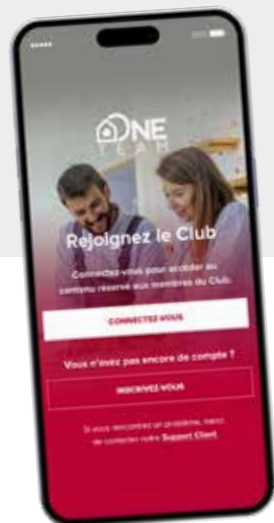 ONE
TEAM
Rejoignez le Club
Connectez-vous pour accéder au
contenu réservé aux membres du Club.
CONNECTEZ-VOUS
Vous n'avez pas encore de compte ?
INSCRIVEZ-VOUS
Si vous rencontrez un problème, merci
de contacter notre Support Client